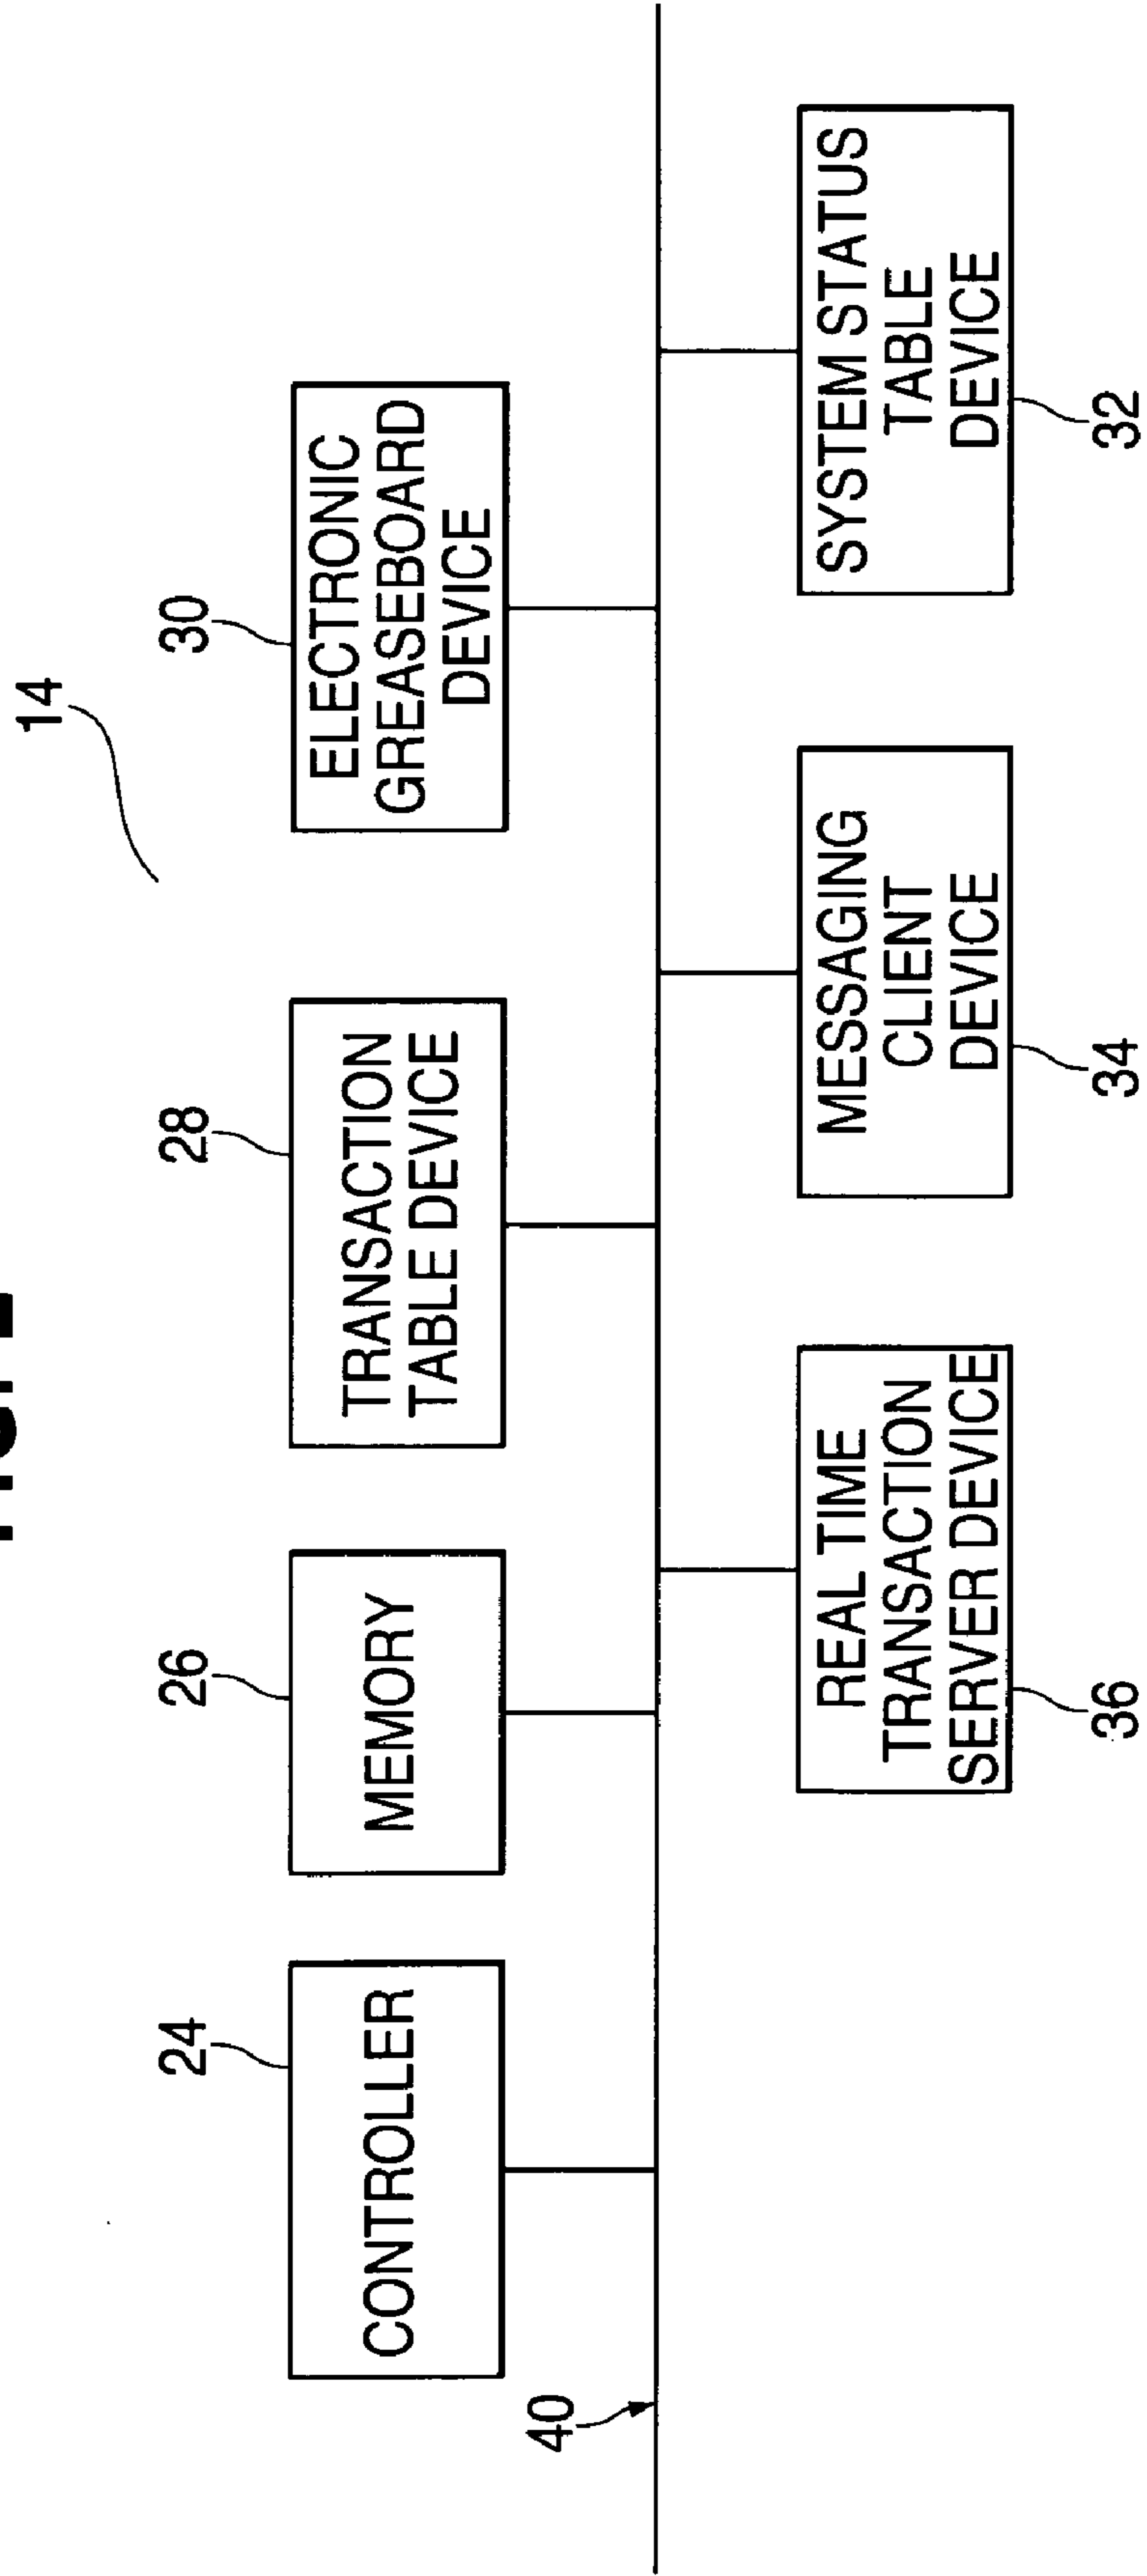 14
24
CONTROLLER
26
MEMORY
28
TRANSACTION
TABLE DEVICE
30
ELECTRONIC
GREASEBOARD
DEVICE
40
REAL TIME
TRANSACTION
SERVER DEVICE
36
MESSAGING
CLIENT
DEVICE
34
SYSTEM STATUS
TABLE
DEVICE
32